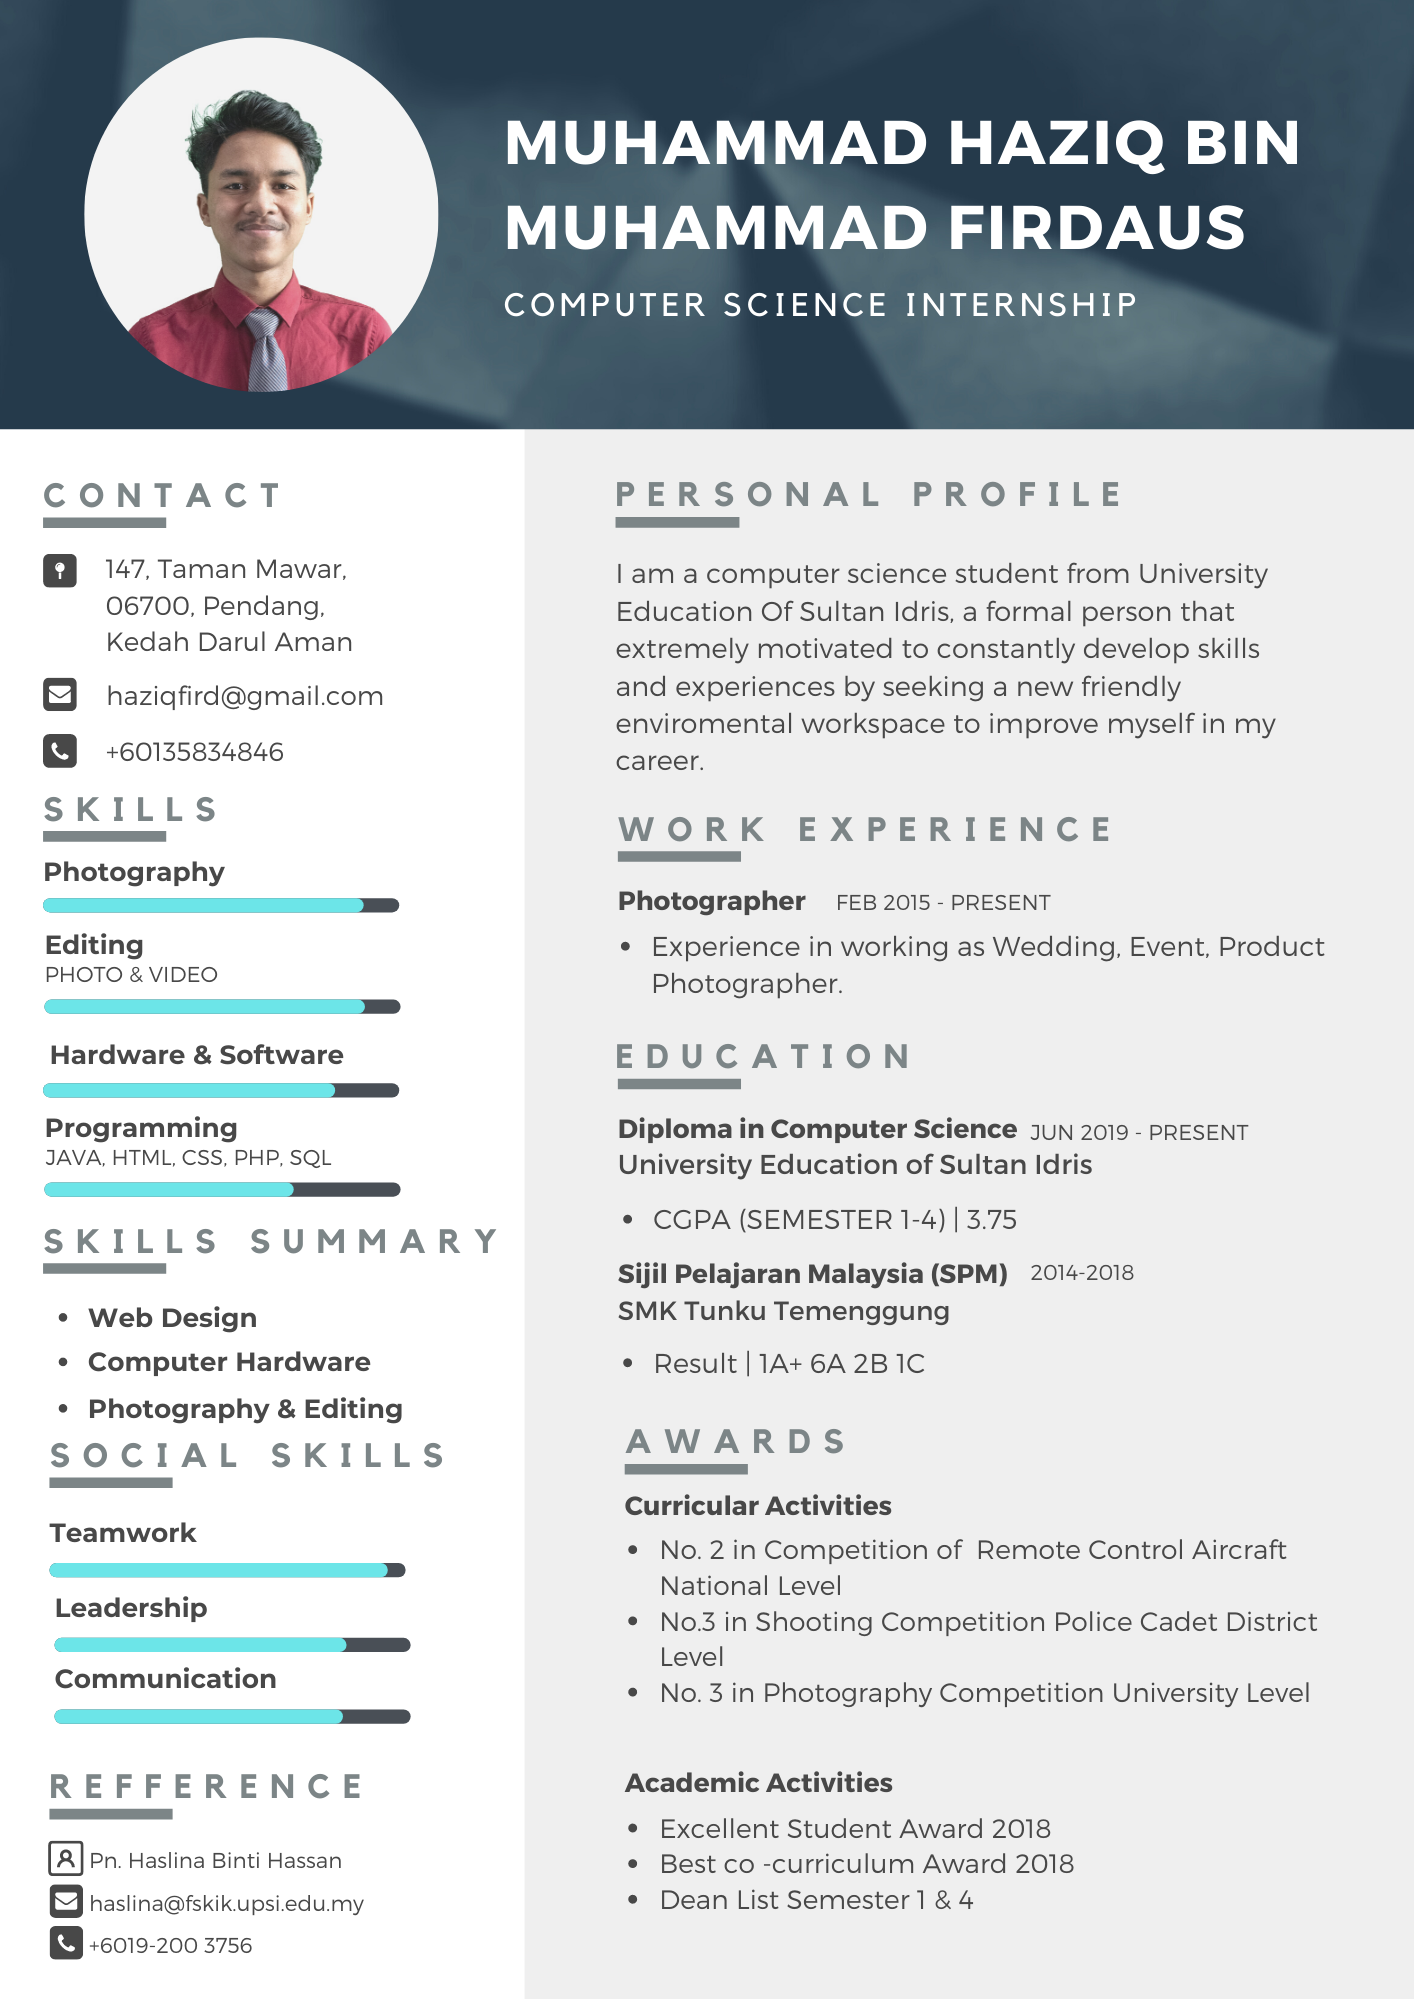 MUHAMMAD HAZIQ BIN
MUHAMMAD FIRDAUS
COMPUTER SCIENCE INTERNSHIP
CONTACT
147, Taman Mawar,
06700, Pendang,
Kedah Darul Aman
haziqfird@gmail.com
+60135834846
SKILLS
Photography
Editing
PHOTO & VIDEO
Hardware & Software
Programming
JAVA, HTML, CSS, PHP, SQL
SKILLS SUMMARY
• Web Design
• Computer Hardware
• Photography & Editing
SOCIAL SKILLS
Teamwork
Leadership
Communication
REFFERENCE
Pn. Haslina Binti Hassan
haslina@fskik.upsi.edu.my
+6019-200 3756
PERSONAL PROFILE
I am a computer science student from University
Education Of Sultan Idris, a formal person that
extremely motivated to constantly develop skills
and experiences by seeking a new friendly
enviromental workspace to improve myself in my
career.
WORK EXPERIENCE
Photographer FEB 2015 - PRESENT
• Experience in working as Wedding, Event, Product
Photographer.
EDUCATION
Diploma in Computer Science JUN 2019 - PRESENT
University Education of Sultan Idris
• CGPA (SEMESTER 1-4) | 3.75
Sijil Pelajaran Malaysia (SPM) 2014-2018
SMK Tunku Temenggung
• Result | 1A+ 6A 2B 1C
AWARDS
Curricular Activities
• No. 2 in Competition of Remote Control Aircraft
National Level
• No.3 in Shooting Competition Police Cadet District
Level
• No. 3 in Photography Competition University Level
Academic Activities
• Excellent Student Award 2018
• Best co -curriculum Award 2018
• Dean List Semester 1 & 4